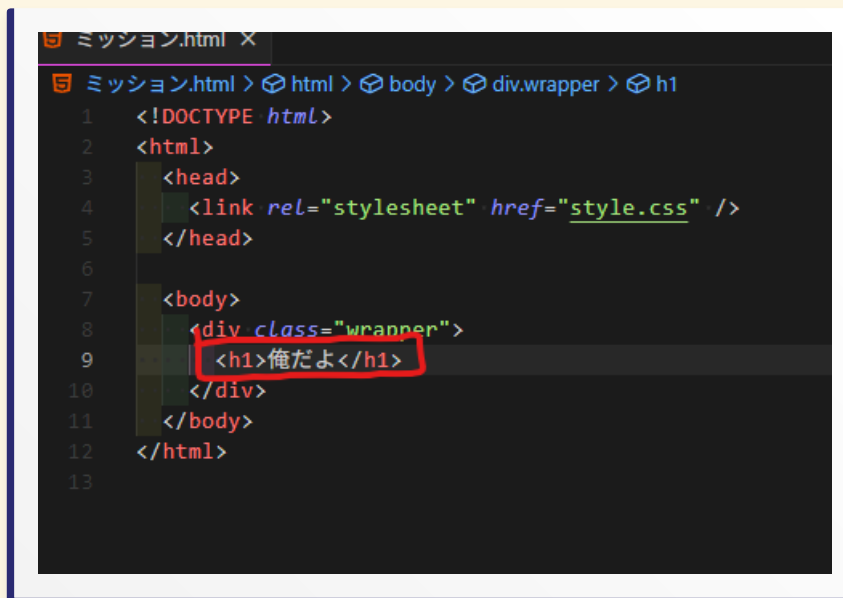 ミッション.html ×
ミッション.html > html > body > div.wrapper > h1
1 <!DOCTYPE html>
2 <html>
3 <head>
4 <link rel="stylesheet" href="style.css" />
5 </head>
6
7 <body>
8 <div class="wrapper">
9 <h1>俺だよ</h1>
10 </div>
11 </body>
12 </html>
13